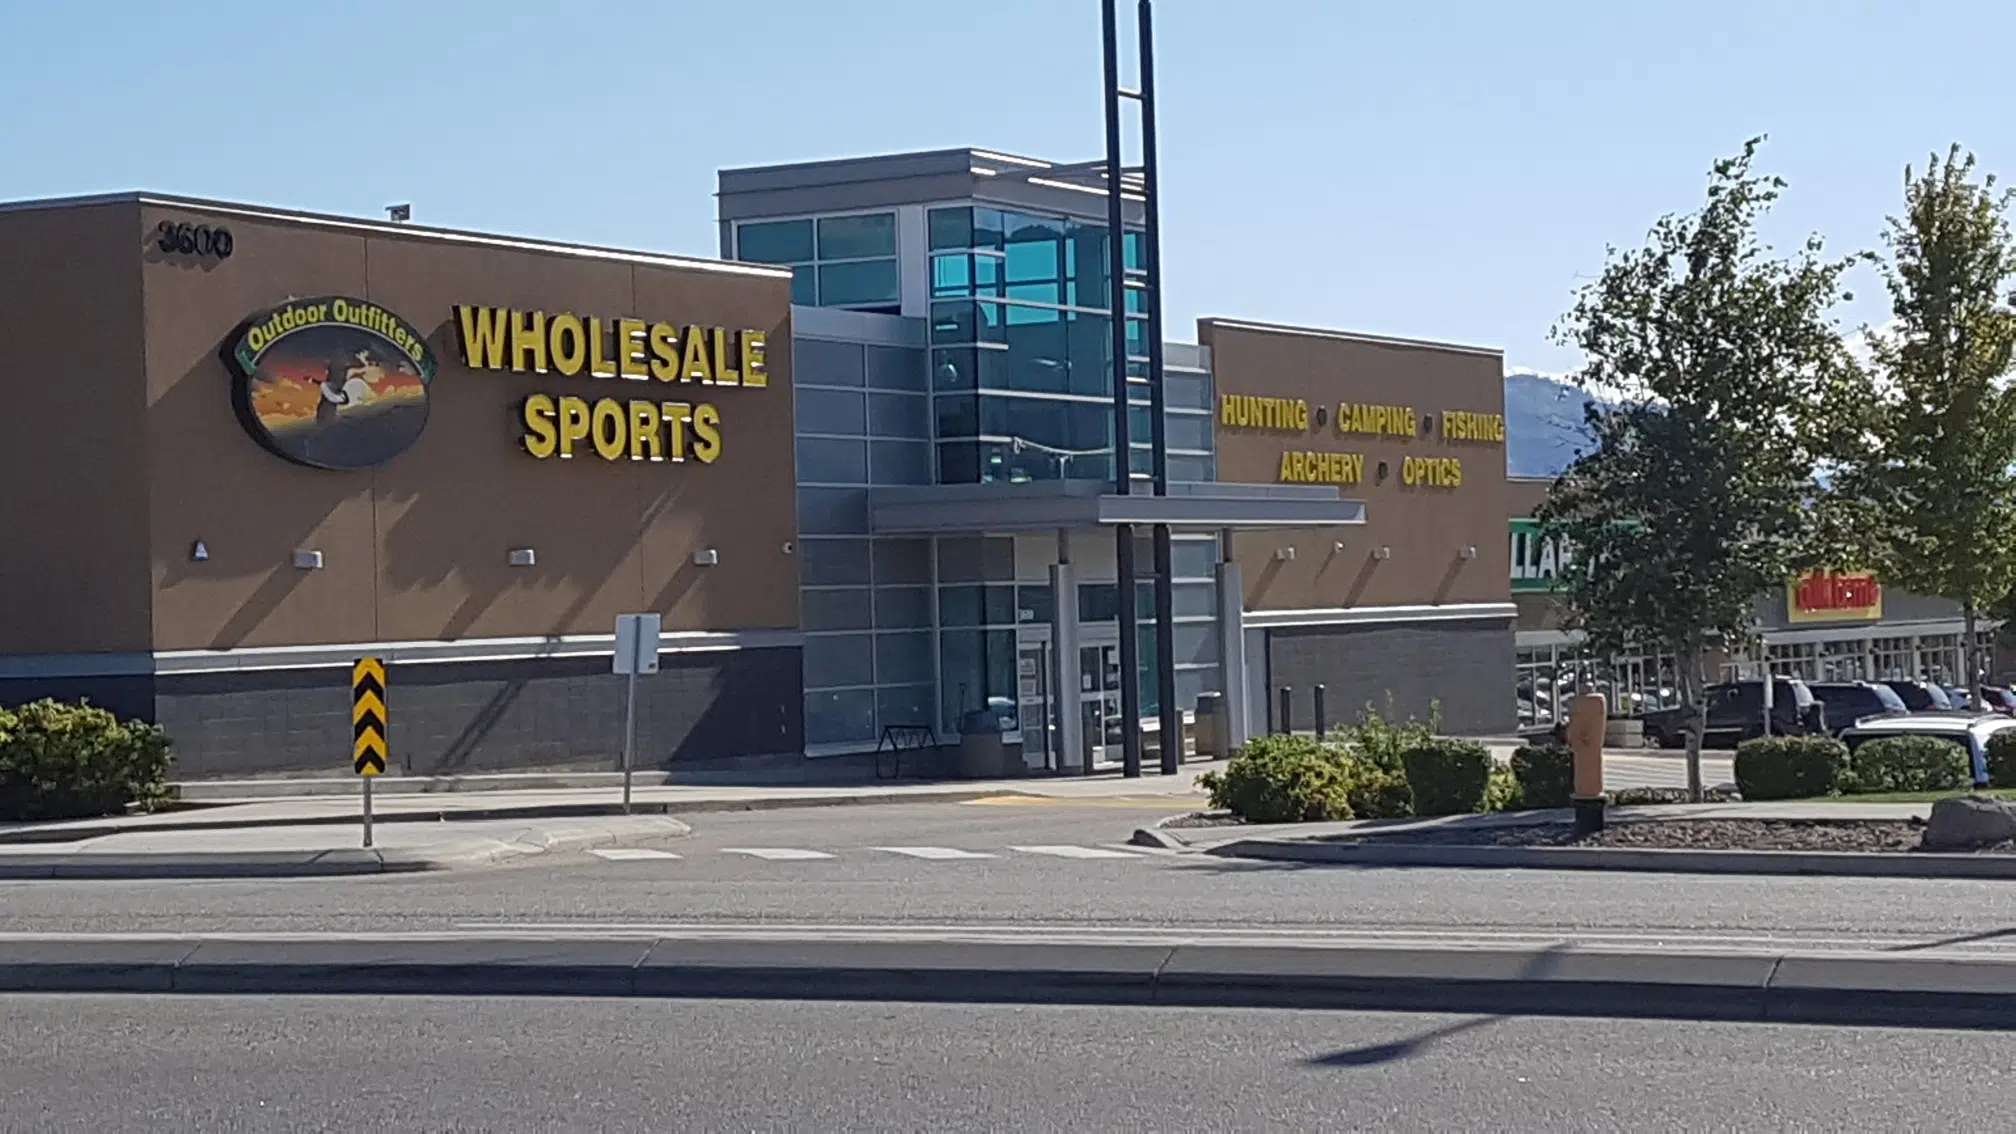 3600
Outdoor Outfitters
WHOLESALE
SPORTS
HUNTING • CAMPING • FISHING
ARCHERY • OPTICS